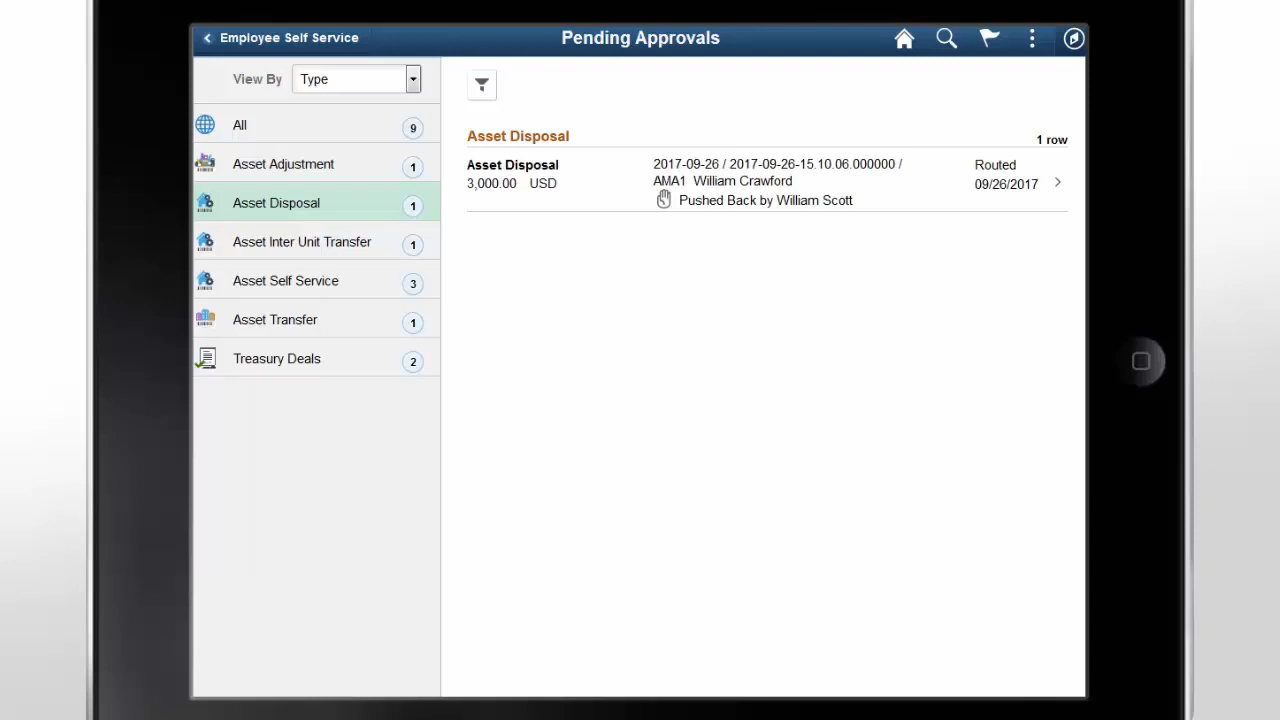 Employee Self Service
Pending Approvals
View By
Type
All
9
Asset Adjustment
1
Asset Disposal
1
Asset Inter Unit Transfer
1
Asset Self Service
3
Asset Transfer
1
Treasury Deals
2
Asset Disposal
1 row
Asset Disposal
3,000.00 USD
2017-09-26 / 2017-09-26-15.10.06.000000 /
AMA1 William Crawford
Pushed Back by William Scott
Routed
09/26/2017